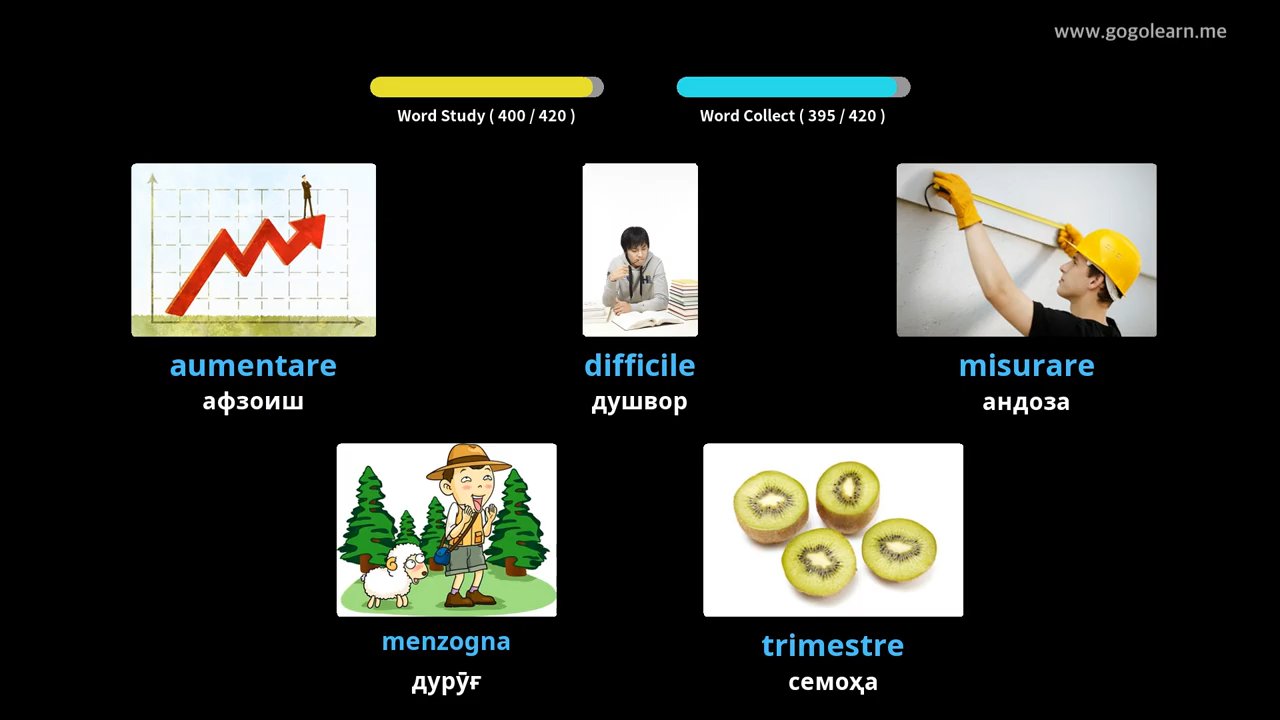 www.gogolearn.me
Word Study ( 400 / 420 )
Word Collect ( 395 / 420 )
aumentare
афзоиш
difficile
душвор
misurare
андоза
menzogna
дурӯғ
trimestre
семоҳа